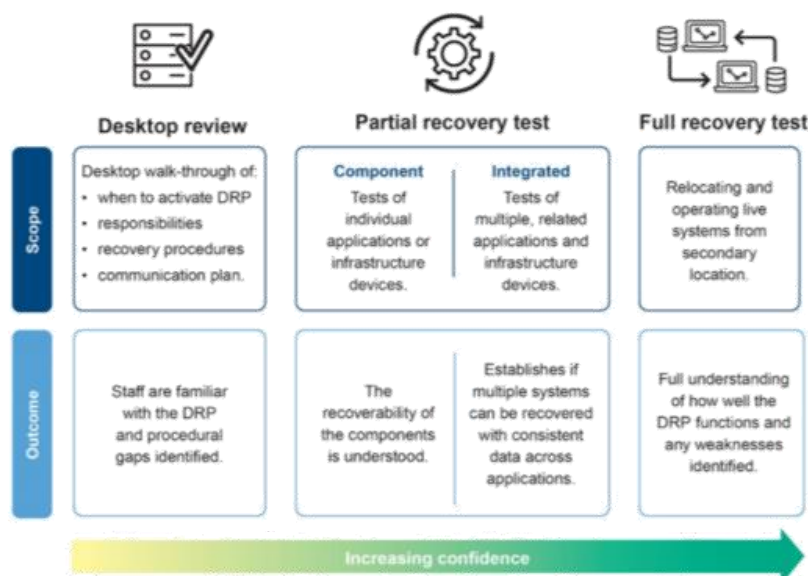 Desktop review
Partial recovery test
Full recovery test
Scope
Desktop walk-through of:
• when to activate DRP
• responsibilities
• recovery procedures
• communication plan.
Component
Tests of
individual
applications or
infrastructure
devices.
Integrated
Tests of
multiple, related
applications and
infrastructure
devices.
Relocating and
operating live
systems from
secondary
location.
Outcome
Staff are familiar
with the DRP
and procedural
gaps identified.
The
recoverability of
the components
is understood.
Establishes if
multiple systems
can be recovered
with consistent
data across
applications.
Full understanding
of how well the
DRP functions and
any weaknesses
identified.
Increasing confidence